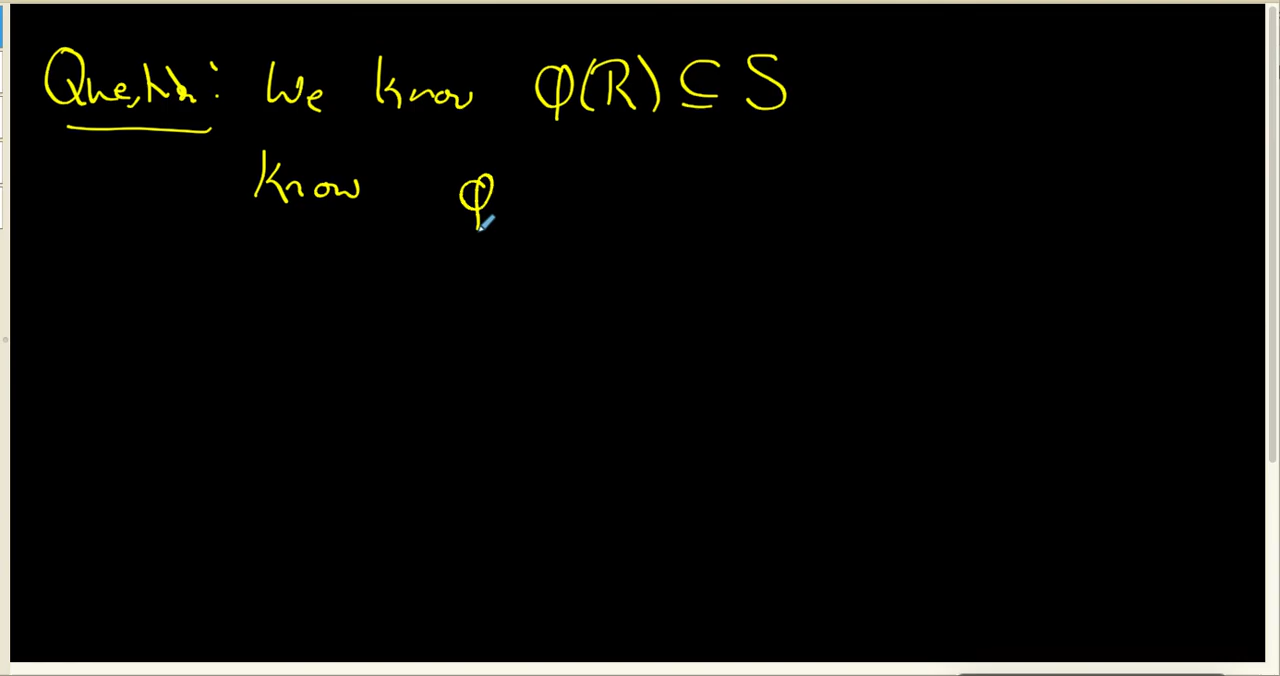 Question: We know φ(R) ⊆ S
know φ